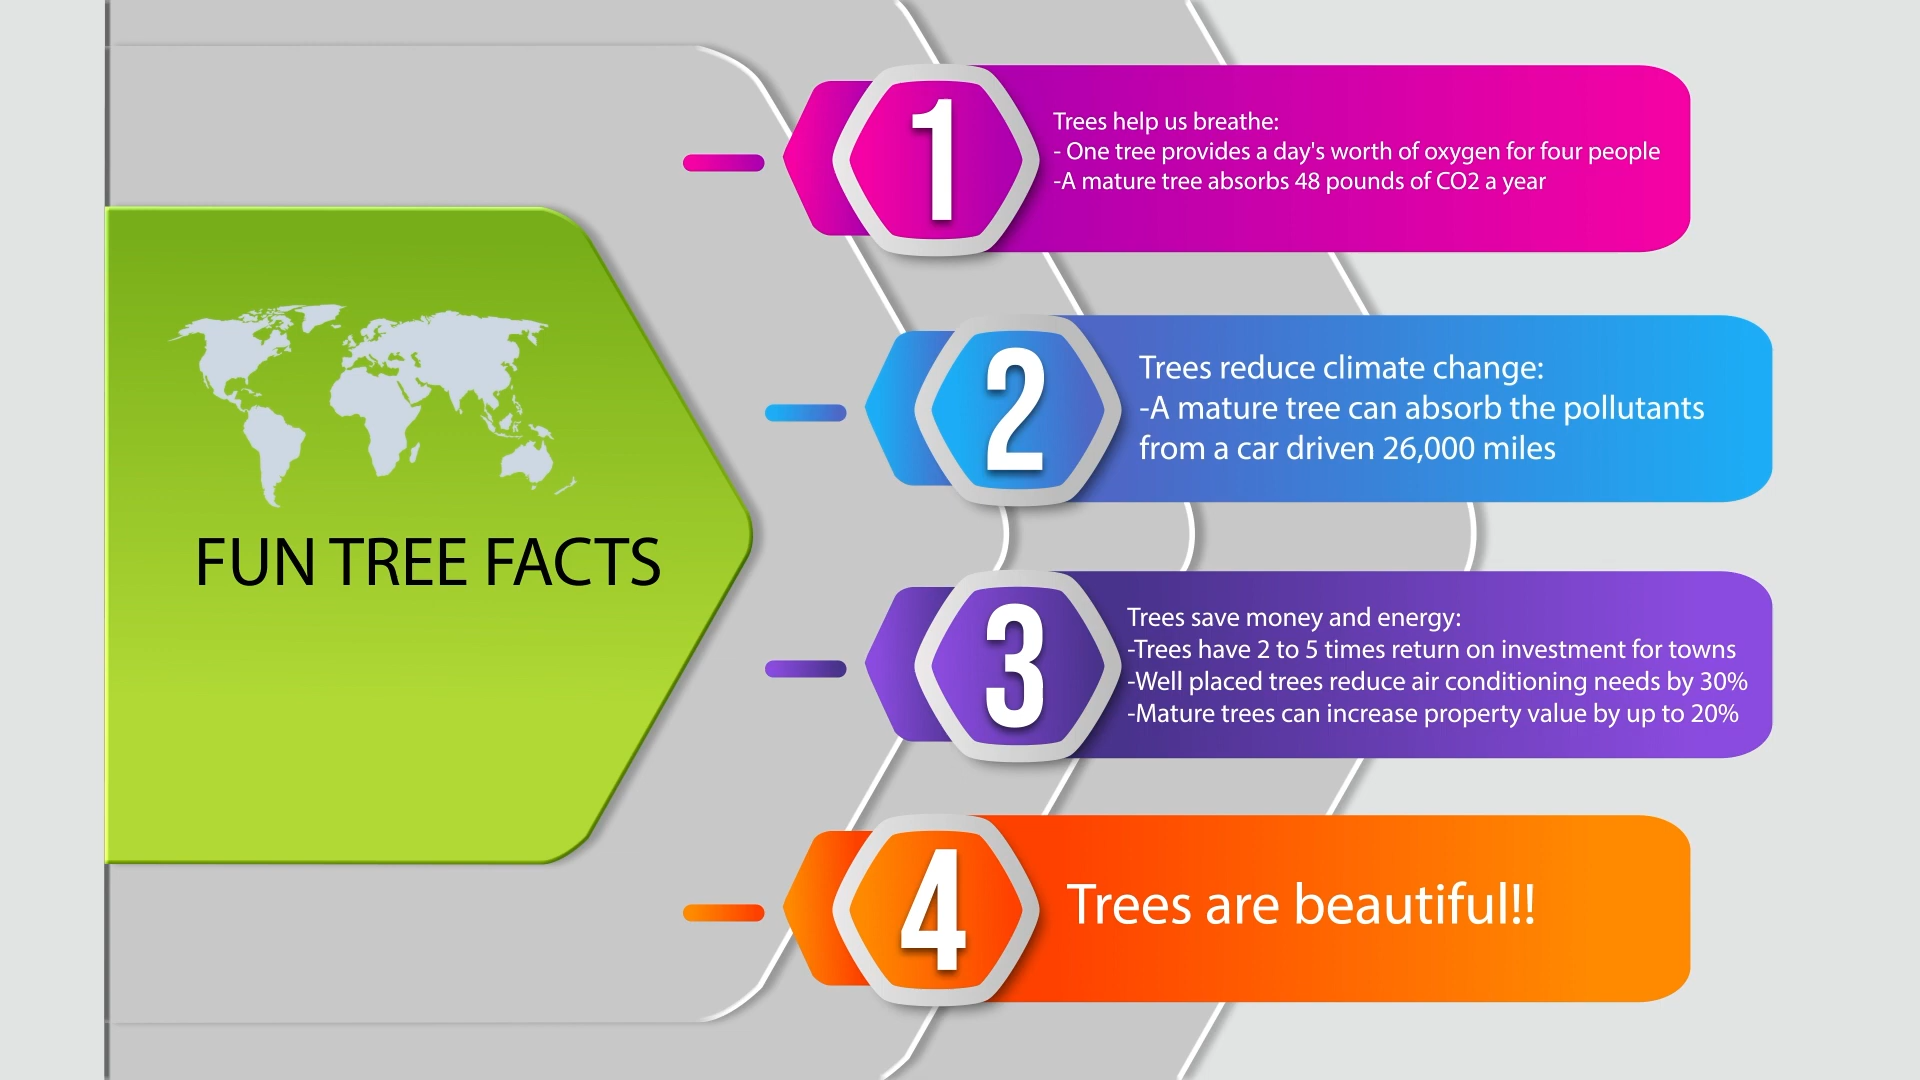 FUN TREE FACTS
1
Trees help us breathe:
- One tree provides a day's worth of oxygen for four people
-A mature tree absorbs 48 pounds of CO2 a year
2
Trees reduce climate change:
-A mature tree can absorb the pollutants
from a car driven 26,000 miles
3
Trees save money and energy:
-Trees have 2 to 5 times return on investment for towns
-Well placed trees reduce air conditioning needs by 30%
-Mature trees can increase property value by up to 20%
4
Trees are beautiful!!